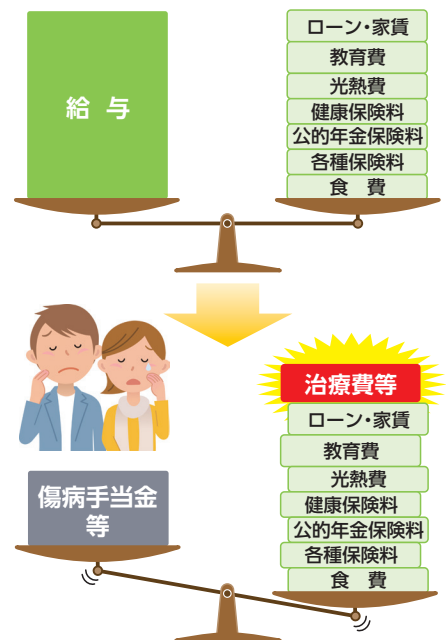 給 与
ローン・家賃
教育費
光熱費
健康保険料
公的年金保険料
各種保険料
食 費
治療費等
ローン・家賃
教育費
光熱費
健康保険料
公的年金保険料
各種保険料
食 費
傷病手当金
等